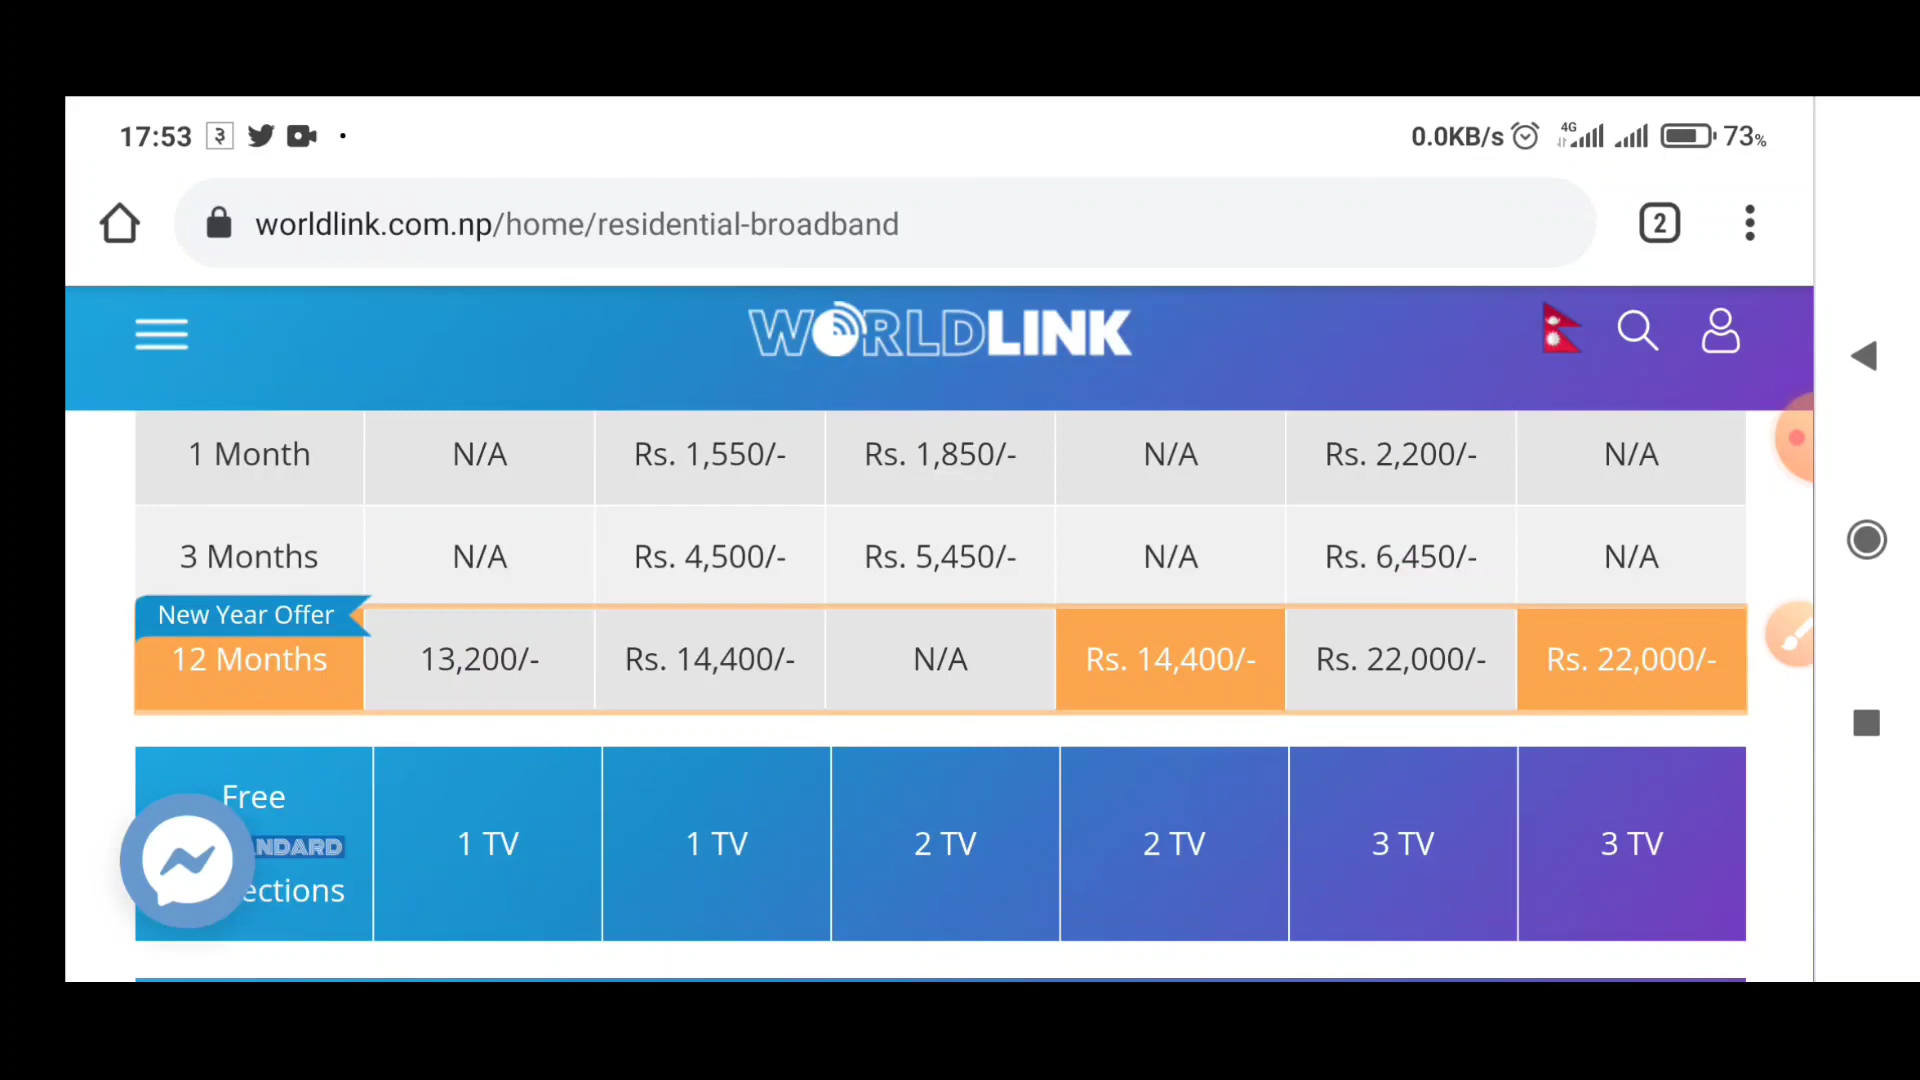 17:53 ३ 0.0KB/s 4G 73%
worldlink.com.np/home/residential-broadband 2
WORLDLINK
1 Month N/A Rs. 1,550/- Rs. 1,850/- N/A Rs. 2,200/- N/A
3 Months N/A Rs. 4,500/- Rs. 5,450/- N/A Rs. 6,450/- N/A
New Year Offer
12 Months 13,200/- Rs. 14,400/- N/A Rs. 14,400/- Rs. 22,000/- Rs. 22,000/-
Free
NDARD 1 TV 1 TV 2 TV 2 TV 3 TV 3 TV
ections